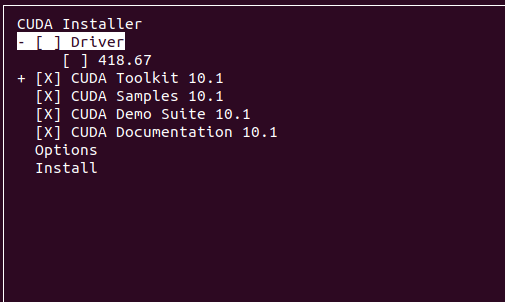 CUDA Installer
- [ ] Driver
[ ] 418.67
+ [X] CUDA Toolkit 10.1
[X] CUDA Samples 10.1
[X] CUDA Demo Suite 10.1
[X] CUDA Documentation 10.1
Options
Install